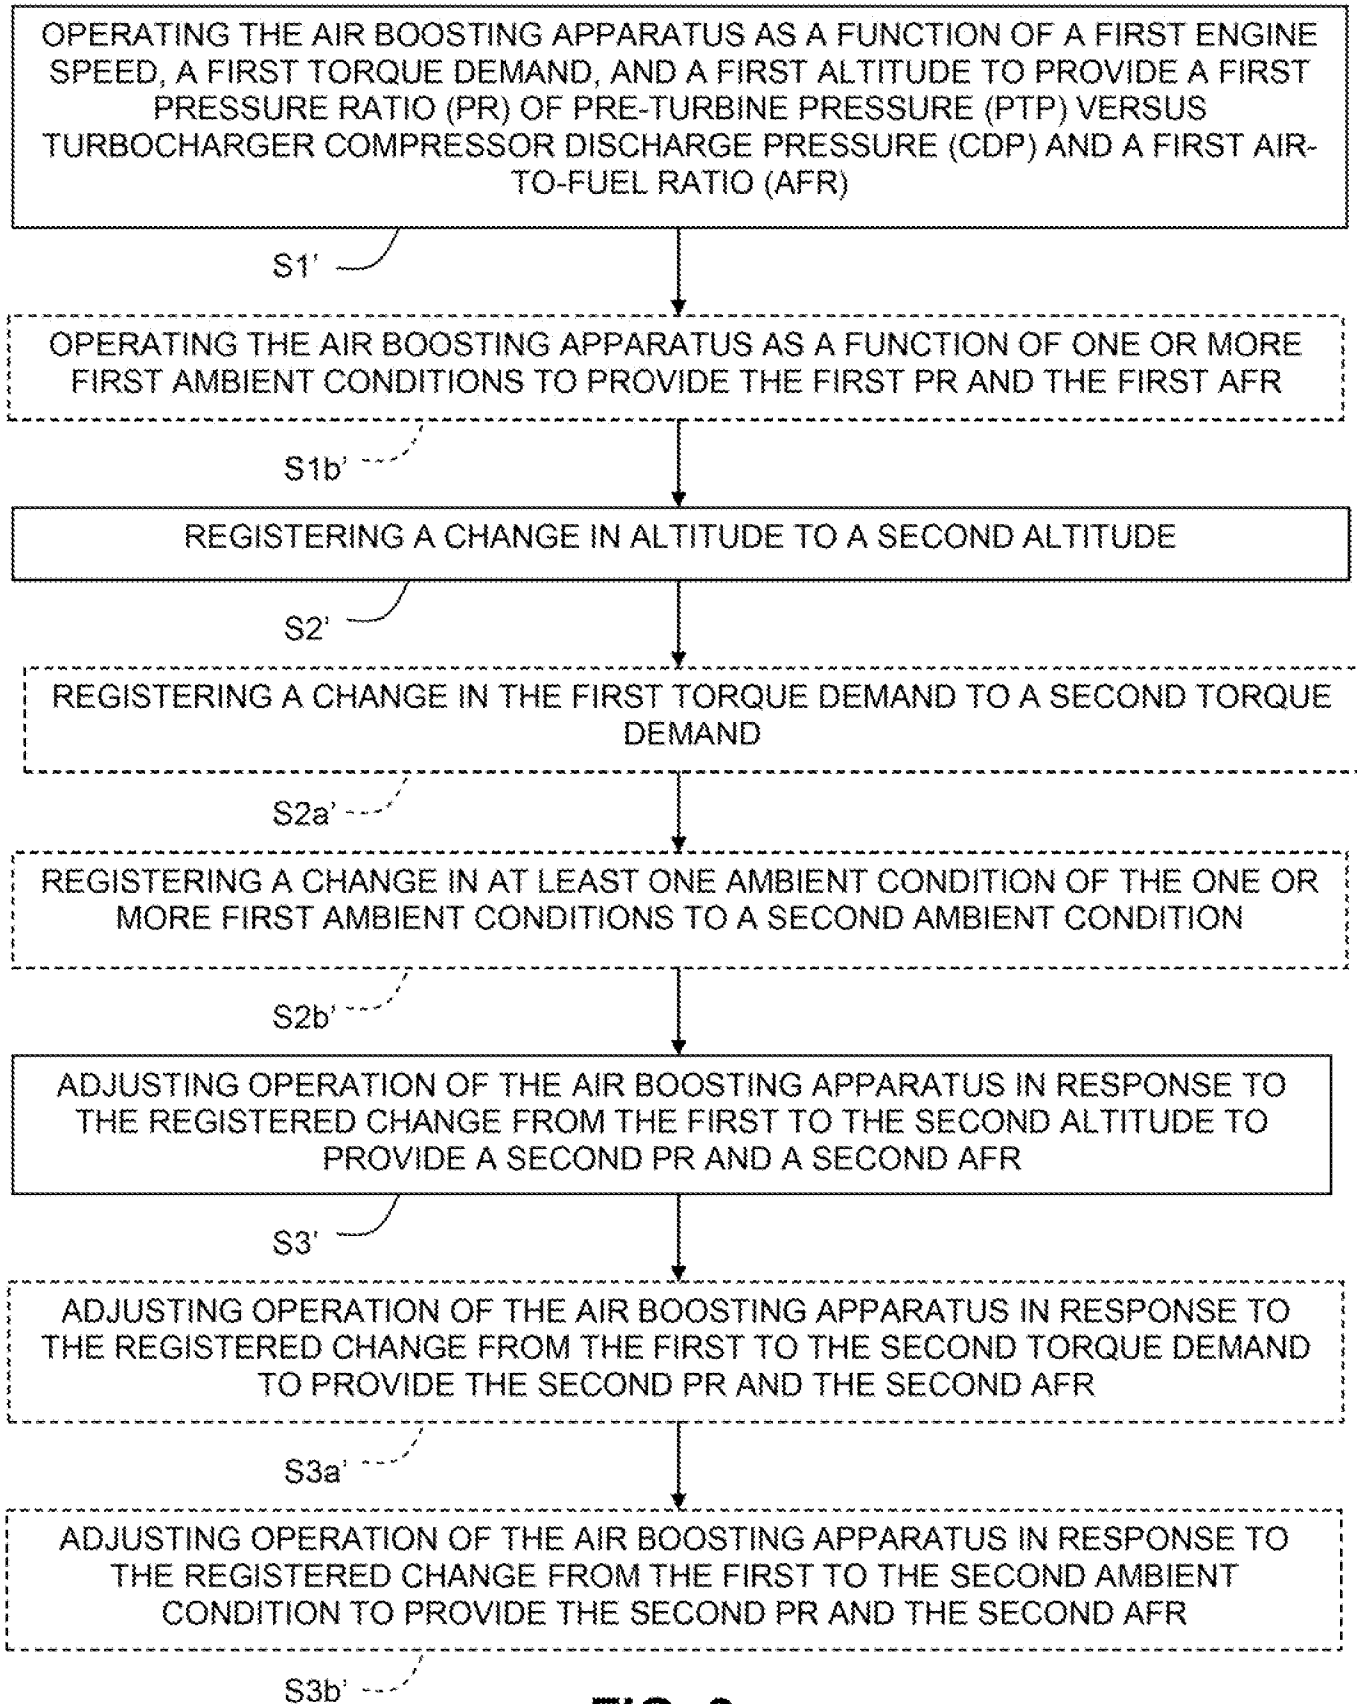 OPERATING THE AIR BOOSTING APPARATUS AS A FUNCTION OF A FIRST ENGINE
SPEED, A FIRST TORQUE DEMAND, AND A FIRST ALTITUDE TO PROVIDE A FIRST
PRESSURE RATIO (PR) OF PRE-TURBINE PRESSURE (PTP) VERSUS
TURBOCHARGER COMPRESSOR DISCHARGE PRESSURE (CDP) AND A FIRST AIR-
TO-FUEL RATIO (AFR)
S1'
OPERATING THE AIR BOOSTING APPARATUS AS A FUNCTION OF ONE OR MORE
FIRST AMBIENT CONDITIONS TO PROVIDE THE FIRST PR AND THE FIRST AFR
S1b'
REGISTERING A CHANGE IN ALTITUDE TO A SECOND ALTITUDE
S2'
REGISTERING A CHANGE IN THE FIRST TORQUE DEMAND TO A SECOND TORQUE
DEMAND
S2a'
REGISTERING A CHANGE IN AT LEAST ONE AMBIENT CONDITION OF THE ONE OR
MORE FIRST AMBIENT CONDITIONS TO A SECOND AMBIENT CONDITION
S2b'
ADJUSTING OPERATION OF THE AIR BOOSTING APPARATUS IN RESPONSE TO
THE REGISTERED CHANGE FROM THE FIRST TO THE SECOND ALTITUDE TO
PROVIDE A SECOND PR AND A SECOND AFR
S3'
ADJUSTING OPERATION OF THE AIR BOOSTING APPARATUS IN RESPONSE TO
THE REGISTERED CHANGE FROM THE FIRST TO THE SECOND TORQUE DEMAND
TO PROVIDE THE SECOND PR AND THE SECOND AFR
S3a'
ADJUSTING OPERATION OF THE AIR BOOSTING APPARATUS IN RESPONSE TO
THE REGISTERED CHANGE FROM THE FIRST TO THE SECOND AMBIENT
CONDITION TO PROVIDE THE SECOND PR AND THE SECOND AFR
S3b'